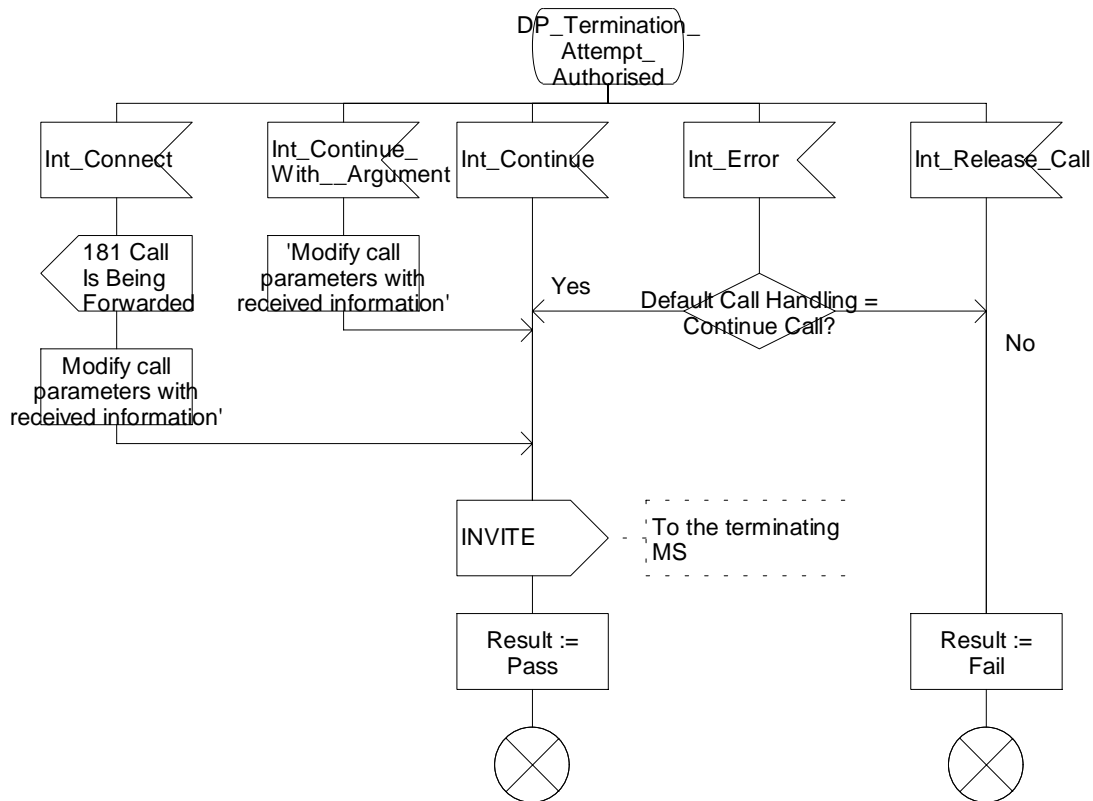 DP_Termination_
Attempt_
Authorised
Int_Connect
Int_Continue_
With__Argument
Int_Continue
Int_Error
Int_Release_Call
181 Call
Is Being
Forwarded
'Modify call
parameters with
received information'
Yes
Default Call Handling =
Continue Call?
No
Modify call
parameters with
received information'
INVITE
To the terminating
MS
Result :=
Pass
Result :=
Fail